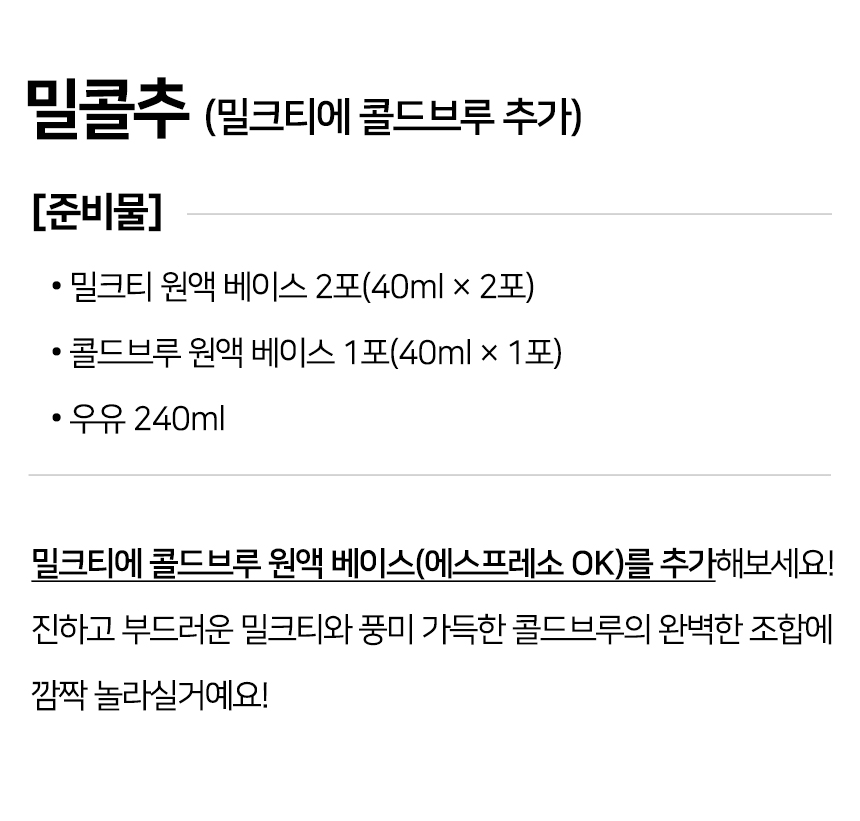 밀콜추 (밀크티에 콜드브루 추가)
[준비물]
• 밀크티 원액 베이스 2포(40ml × 2포)
• 콜드브루 원액 베이스 1포(40ml × 1포)
• 우유 240ml
밀크티에 콜드브루 원액 베이스(에스프레소 OK)를 추가해보세요!
진하고 부드러운 밀크티와 풍미 가득한 콜드브루의 완벽한 조합에
깜짝 놀라실거예요!